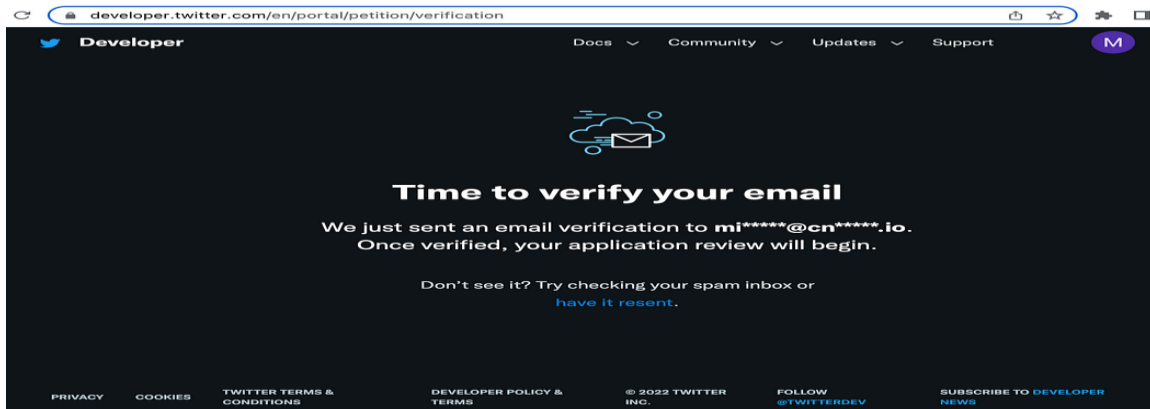 developer.twitter.com/en/portal/petition/verification
Developer
Docs
Community
Updates
Support
M
Time to verify your email
We just sent an email verification to mi*****@cn*****.io.
Once verified, your application review will begin.
Don't see it? Try checking your spam inbox or
have it resent.
PRIVACY
COOKIES
TWITTER TERMS &
CONDITIONS
DEVELOPER POLICY &
TERMS
© 2022 TWITTER
INC.
FOLLOW
@TWITTERDEV
SUBSCRIBE TO DEVELOPER
NEWS